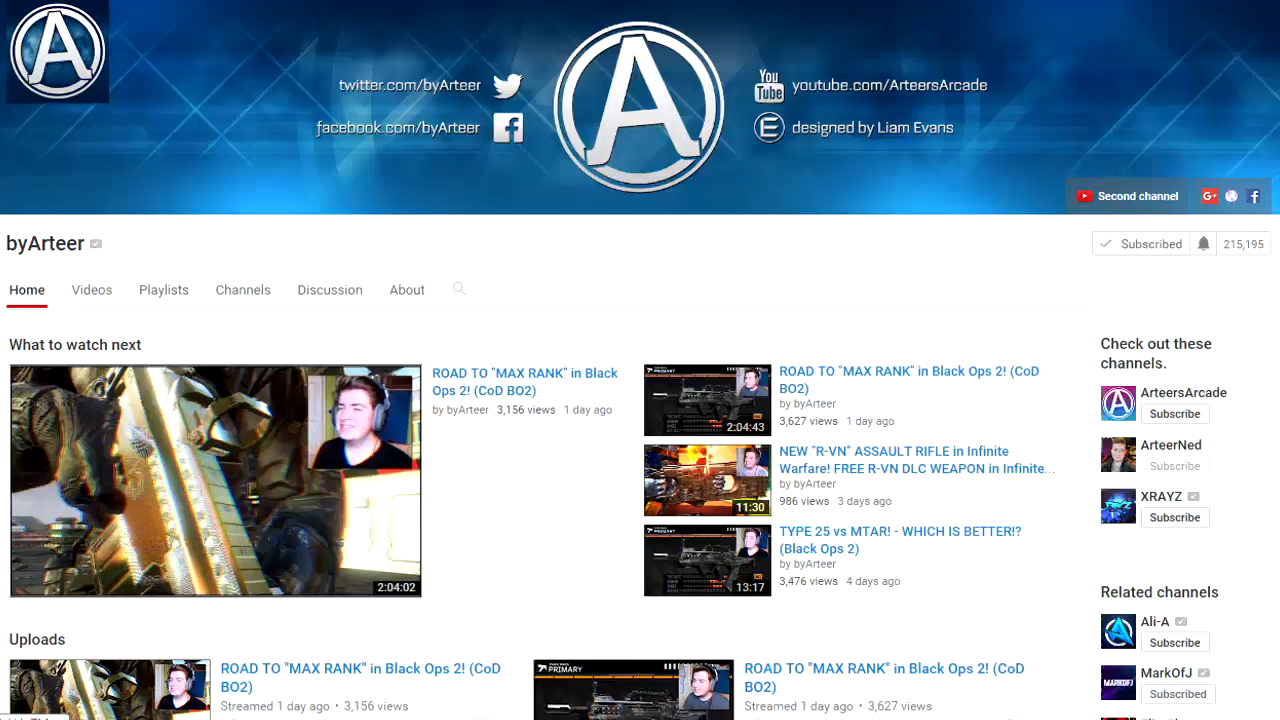 A
twitter.com/byArteer
facebook.com/byArteer
A
You
Tube
youtube.com/ArteersArcade
designed by Liam Evans
Second channel
byArteer
Subscribed
215,195
Home
Videos
Playlists
Channels
Discussion
About
What to watch next
2:04:02
ROAD TO "MAX RANK" in Black
Ops 2! (CoD BO2)
by byArteer 3,156 views 1 day ago
2:04:43
ROAD TO "MAX RANK" in Black Ops 2! (CoD
BO2)
by byArteer
3,627 views 1 day ago
11:30
NEW "R-VN" ASSAULT RIFLE in Infinite
Warfare! FREE R-VN DLC WEAPON in Infinite...
by byArteer
986 views 3 days ago
13:17
TYPE 25 vs MTAR! - WHICH IS BETTER!?
(Black Ops 2)
by byArteer
3,476 views 4 days ago
Check out these
channels.
ArteersArcade
Subscribe
ArteerNed
Subscribe
XRAYZ
Subscribe
Related channels
Ali-A
Subscribe
MARKOFJ
MarkOfJ
Subscribed
Uploads
ROAD TO "MAX RANK" in Black Ops 2! (CoD
BO2)
Streamed 1 day ago • 3,156 views
PRIMARY
ROAD TO "MAX RANK" in Black Ops 2! (CoD
BO2)
Streamed 1 day ago • 3,627 views